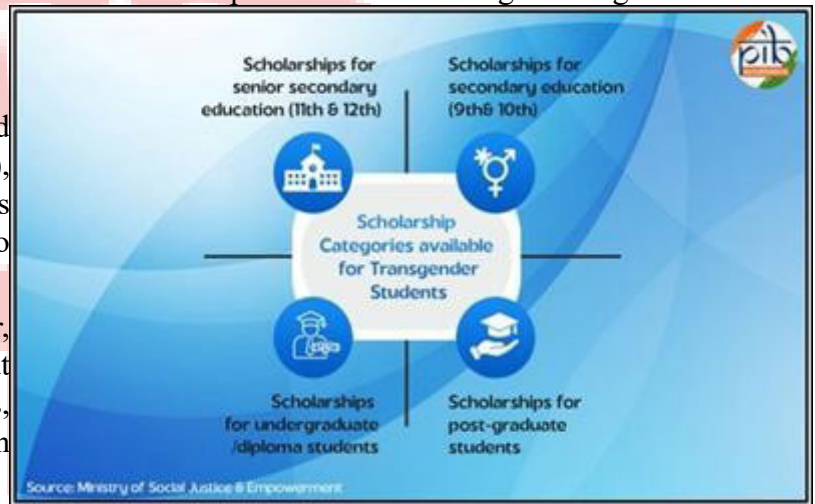 Scholarships for
senior secondary
education (11th & 12th)
Scholarships for
secondary education
(9th& 10th)
pib
Scholarship
Categories available
for Transgender
Students
Scholarships
for undergraduate
/diploma students
Scholarships for
post-graduate
students
Source: Ministry of Social Justice & Empowerment